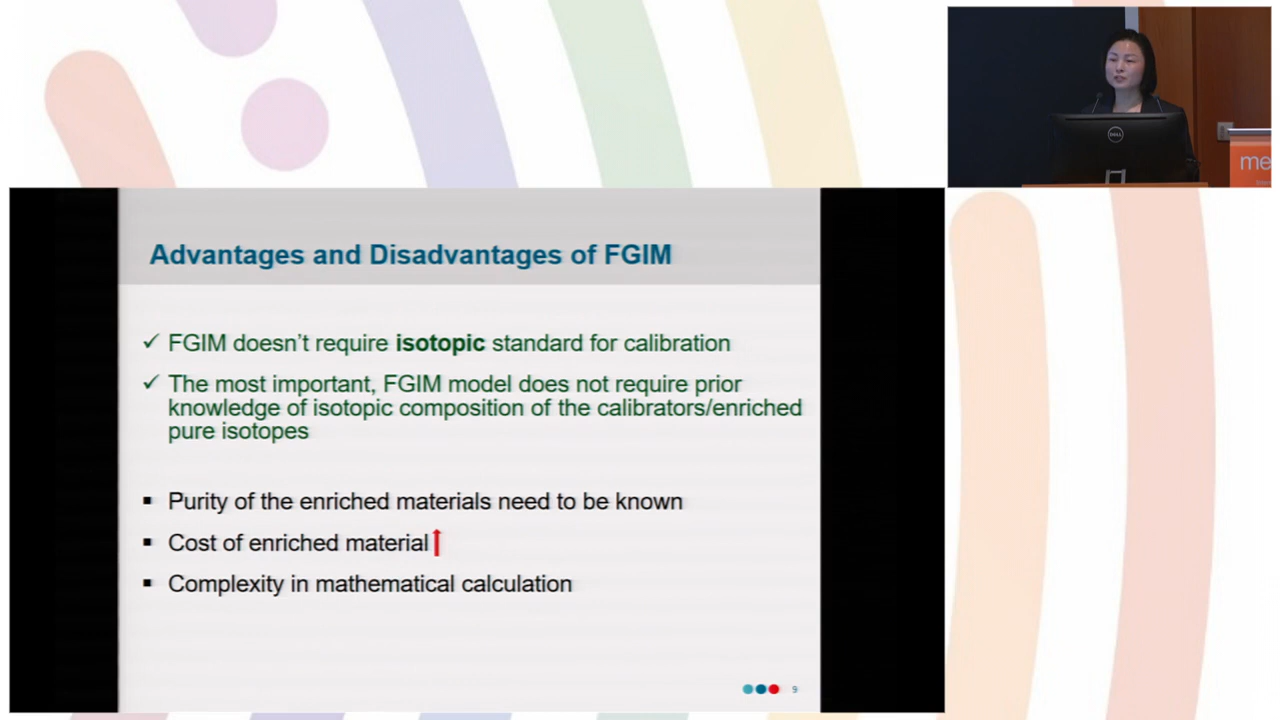 DELL
me
Advantages and Disadvantages of FGIM
✓ FGIM doesn't require isotopic standard for calibration
✓ The most important, FGIM model does not require prior
knowledge of isotopic composition of the calibrators/enriched
pure isotopes
▪ Purity of the enriched materials need to be known
▪ Cost of enriched material
▪ Complexity in mathematical calculation
9